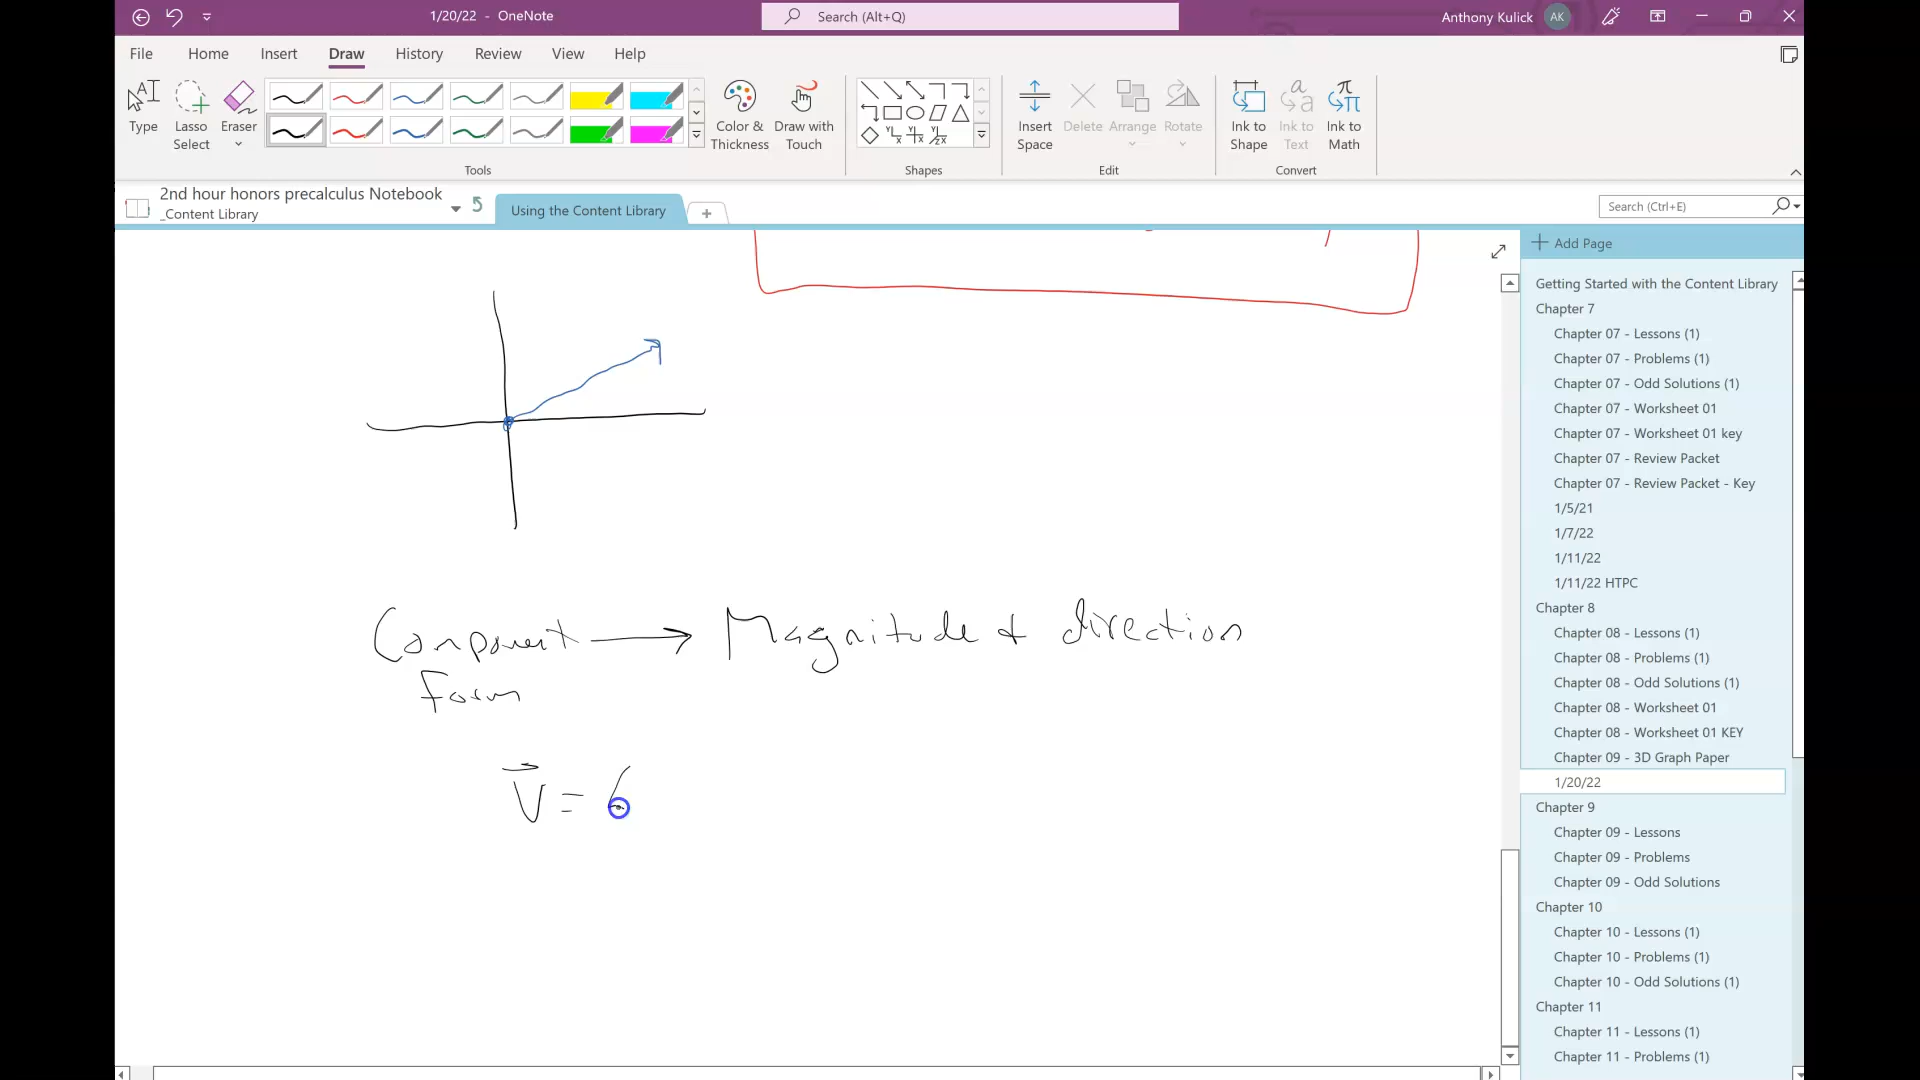 1/20/22 - OneNote
Search (Alt+Q)
Anthony Kulick
AK
File Home Insert Draw History Review View Help
Type
Lasso Select
Eraser
Color & Thickness
Draw with Touch
Insert Space
Delete
Arrange
Rotate
Ink to Shape
Ink to Text
Ink to Math
Tools
Shapes
Edit
Convert
2nd hour honors precalculus Notebook
_Content Library
Using the Content Library
Search (Ctrl+E)
Add Page
Getting Started with the Content Library
Chapter 7
Chapter 07 - Lessons (1)
Chapter 07 - Problems (1)
Chapter 07 - Odd Solutions (1)
Chapter 07 - Worksheet 01
Chapter 07 - Worksheet 01 key
Chapter 07 - Review Packet
Chapter 07 - Review Packet - Key
1/5/21
1/7/22
1/11/22
1/11/22 HTPC
Chapter 8
Chapter 08 - Lessons (1)
Chapter 08 - Problems (1)
Chapter 08 - Odd Solutions (1)
Chapter 08 - Worksheet 01
Chapter 08 - Worksheet 01 KEY
Chapter 09 - 3D Graph Paper
1/20/22
Chapter 9
Chapter 09 - Lessons
Chapter 09 - Problems
Chapter 09 - Odd Solutions
Chapter 10
Chapter 10 - Lessons (1)
Chapter 10 - Problems (1)
Chapter 10 - Odd Solutions (1)
Chapter 11
Chapter 11 - Lessons (1)
Chapter 11 - Problems (1)
Component → Magnitude & direction
form
v⃗ = 6